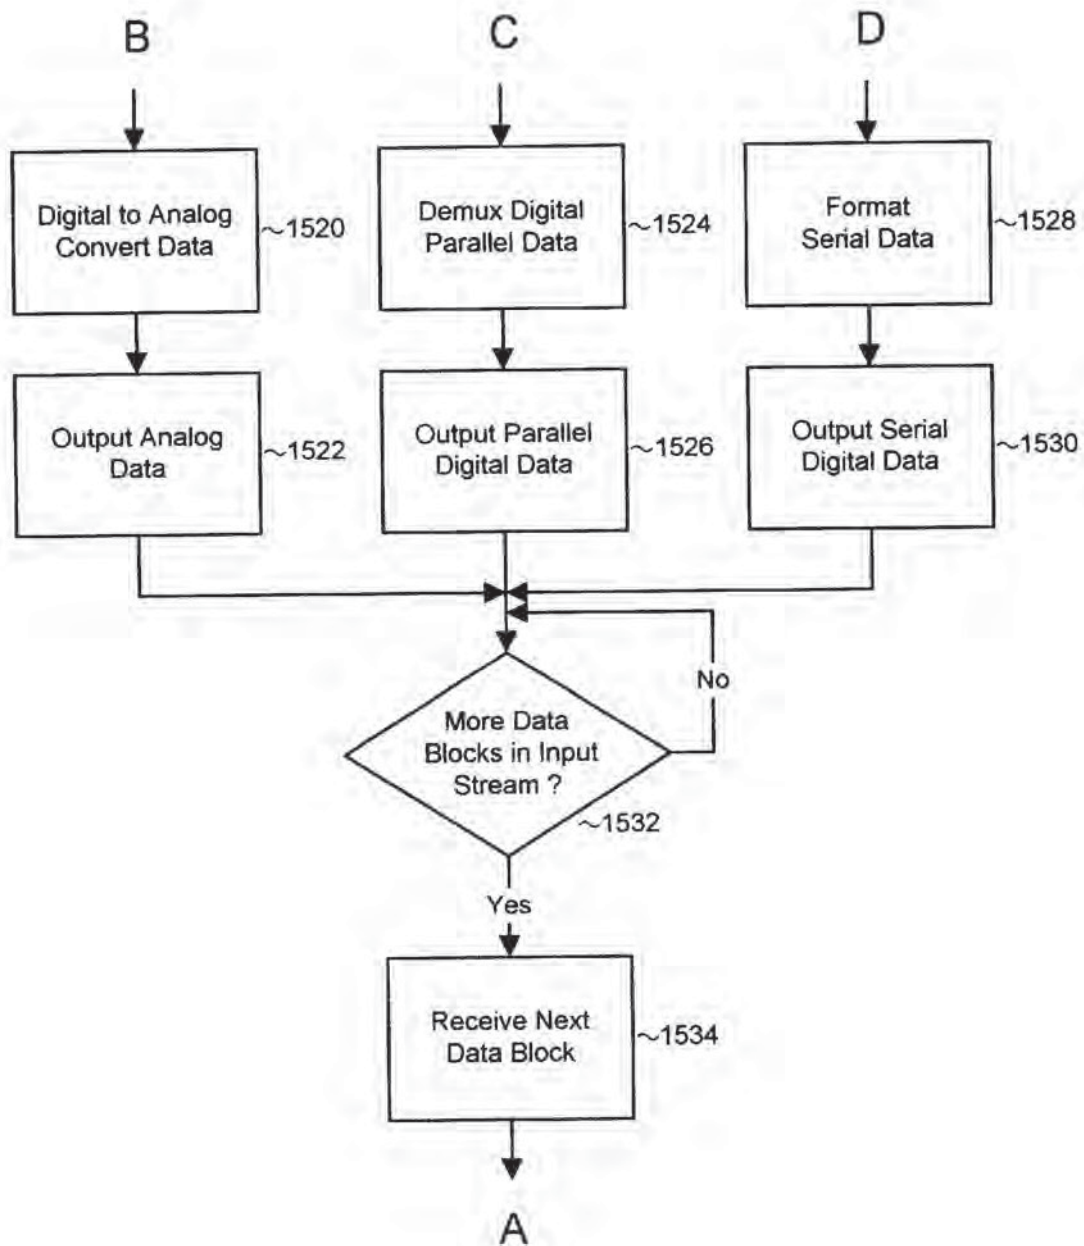 B
C
D
Digital to Analog
Convert Data
~1520
Demux Digital
Parallel Data
~1524
Format
Serial Data
~1528
Output Analog
Data
~1522
Output Parallel
Digital Data
~1526
Output Serial
Digital Data
~1530
No
More Data
Blocks in Input
Stream ?
~1532
Yes
Receive Next
Data Block
~1534
A